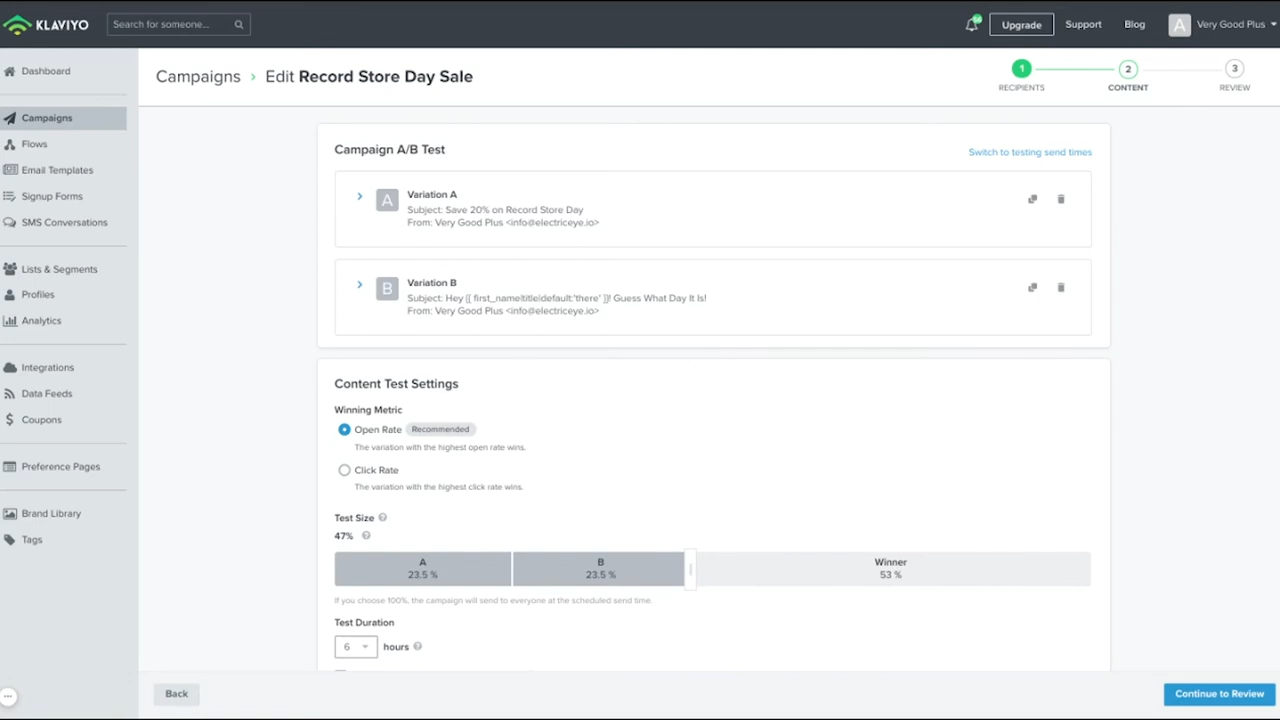 KLAVIYO
Search for someone...
Upgrade
Support
Blog
A
Very Good Plus
Dashboard
Campaigns
Flows
Email Templates
Signup Forms
SMS Conversations
Lists & Segments
Profiles
Analytics
Integrations
Data Feeds
Coupons
Preference Pages
Brand Library
Tags
Campaigns › Edit Record Store Day Sale
1
RECIPIENTS
2
CONTENT
3
REVIEW
Campaign A/B Test
Switch to testing send times
A
Variation A
Subject: Save 20% on Record Store Day
From: Very Good Plus <info@electriceye.io>
B
Variation B
Subject: Hey {{ first_name|title|default:'there' }}! Guess What Day It Is!
From: Very Good Plus <info@electriceye.io>
Content Test Settings
Winning Metric
Open Rate Recommended
The variation with the highest open rate wins.
Click Rate
The variation with the highest click rate wins.
Test Size
47%
A
23.5 %
B
23.5 %
Winner
53 %
If you choose 100%, the campaign will send to everyone at the scheduled send time.
Test Duration
6 hours
Back
Continue to Review